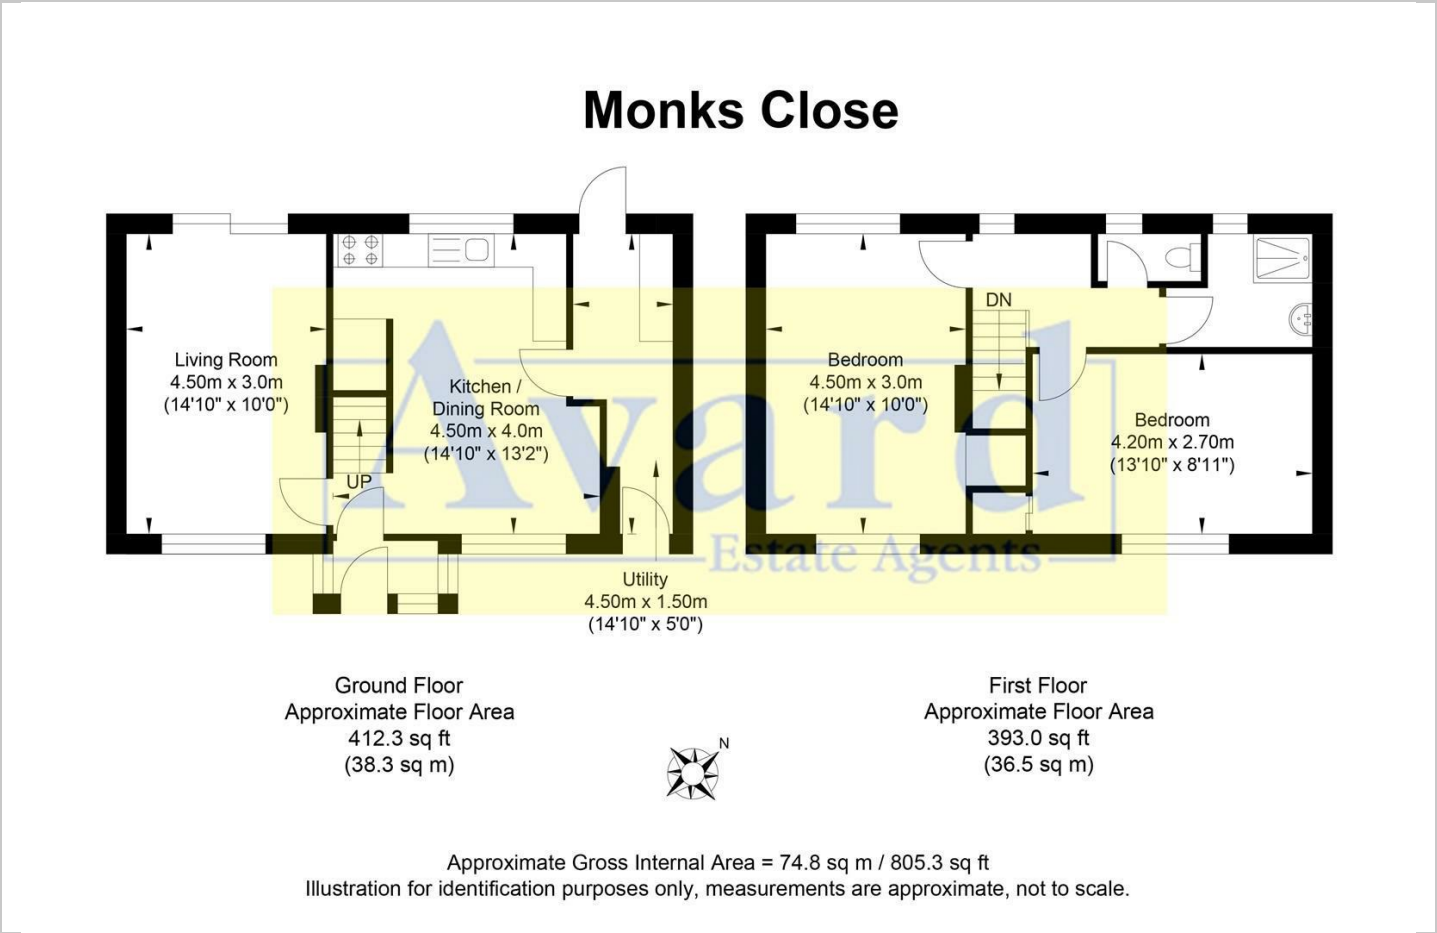 Monks Close
Living Room
4.50m x 3.0m
(14'10" x 10'0")
Kitchen /
Dining Room
4.50m x 4.0m
(14'10" x 13'2")
UP
Utility
4.50m x 1.50m
(14'10" x 5'0")
DN
Bedroom
4.50m x 3.0m
(14'10" x 10'0")
Bedroom
4.20m x 2.70m
(13'10" x 8'11")
Avard
Estate Agents
Ground Floor
Approximate Floor Area
412.3 sq ft
(38.3 sq m)
N
First Floor
Approximate Floor Area
393.0 sq ft
(36.5 sq m)
Approximate Gross Internal Area = 74.8 sq m / 805.3 sq ft
Illustration for identification purposes only, measurements are approximate, not to scale.